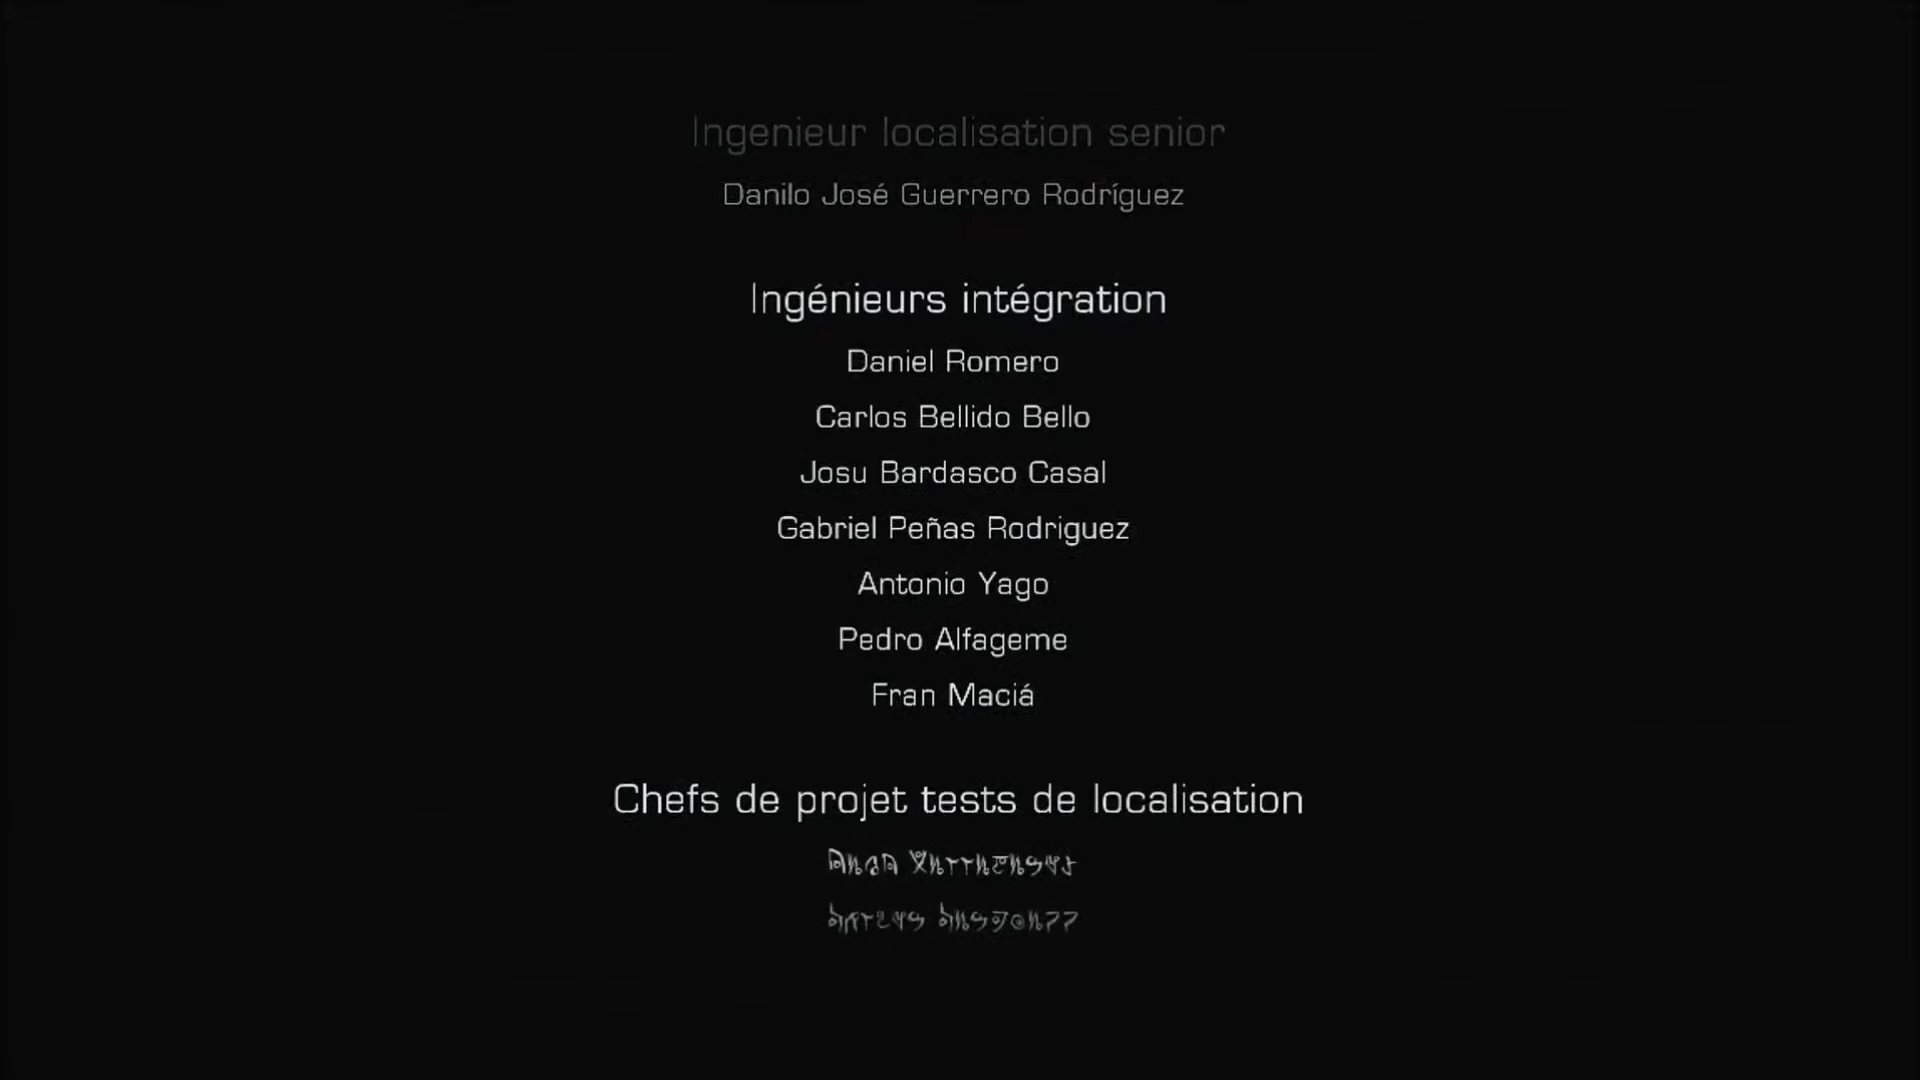 Ingenieur localisation senior
Danilo José Guerrero Rodríguez
Ingénieurs intégration
Daniel Romero
Carlos Bellido Bello
Josu Bardasco Casal
Gabriel Peñas Rodriguez
Antonio Yago
Pedro Alfageme
Fran Maciá
Chefs de projet tests de localisation